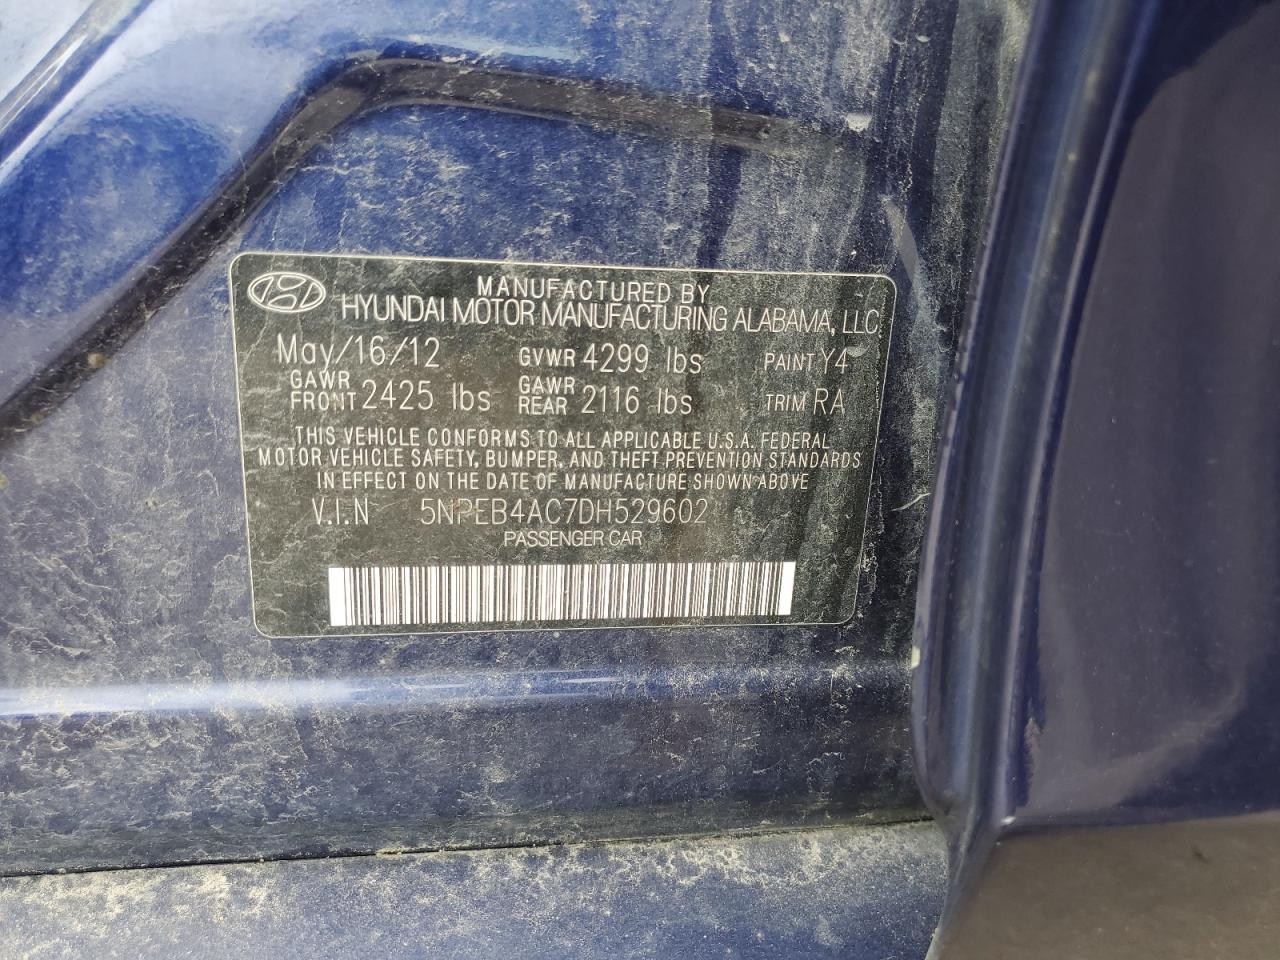 MANUFACTURED BY
HYUNDAI MOTOR MANUFACTURING ALABAMA, LLC
May/16/12 GVWR 4299 lbs PAINT Y4
GAWR FRONT 2425 lbs GAWR REAR 2116 lbs TRIM RA
THIS VEHICLE CONFORMS TO ALL APPLICABLE U.S.A. FEDERAL
MOTOR VEHICLE SAFETY, BUMPER, AND THEFT PREVENTION STANDARDS
IN EFFECT ON THE DATE OF MANUFACTURE SHOWN ABOVE
V.I.N 5NPEB4AC7DH529602
PASSENGER CAR